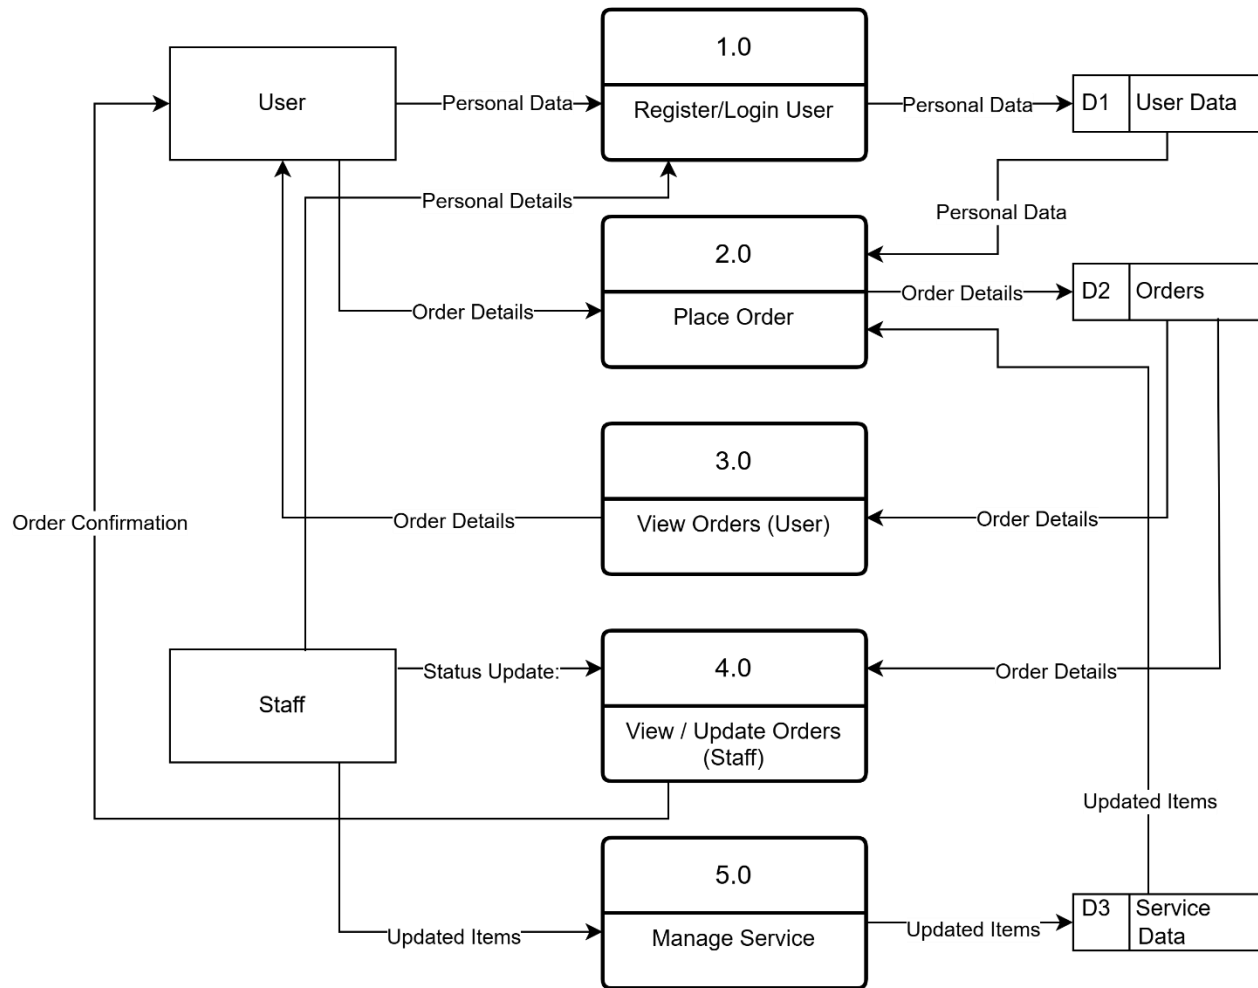 1.0
User
Personal Data
Register/Login User
Personal Data
D1
User Data
Personal Details
Personal Data
2.0
Order Details
Place Order
Order Details
D2
Orders
3.0
Order Confirmation
Order Details
View Orders (User)
Order Details
Staff
Status Update:
4.0
Order Details
View / Update Orders
(Staff)
Updated Items
5.0
Updated Items
Manage Service
Updated Items
D3
Service
Data